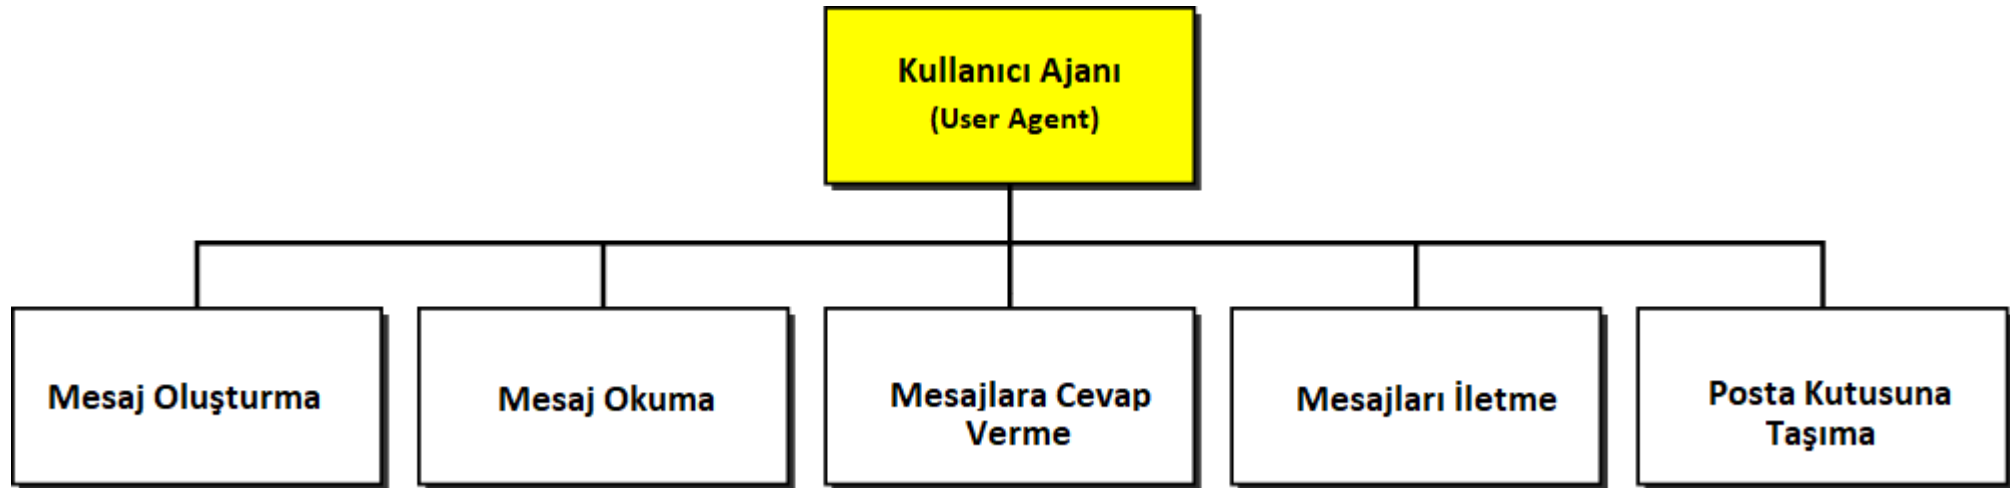 Kullanıcı Ajanı
(User Agent)
Mesaj Oluşturma
Mesaj Okuma
Mesajlara Cevap
Verme
Mesajları İletme
Posta Kutusuna
Taşıma